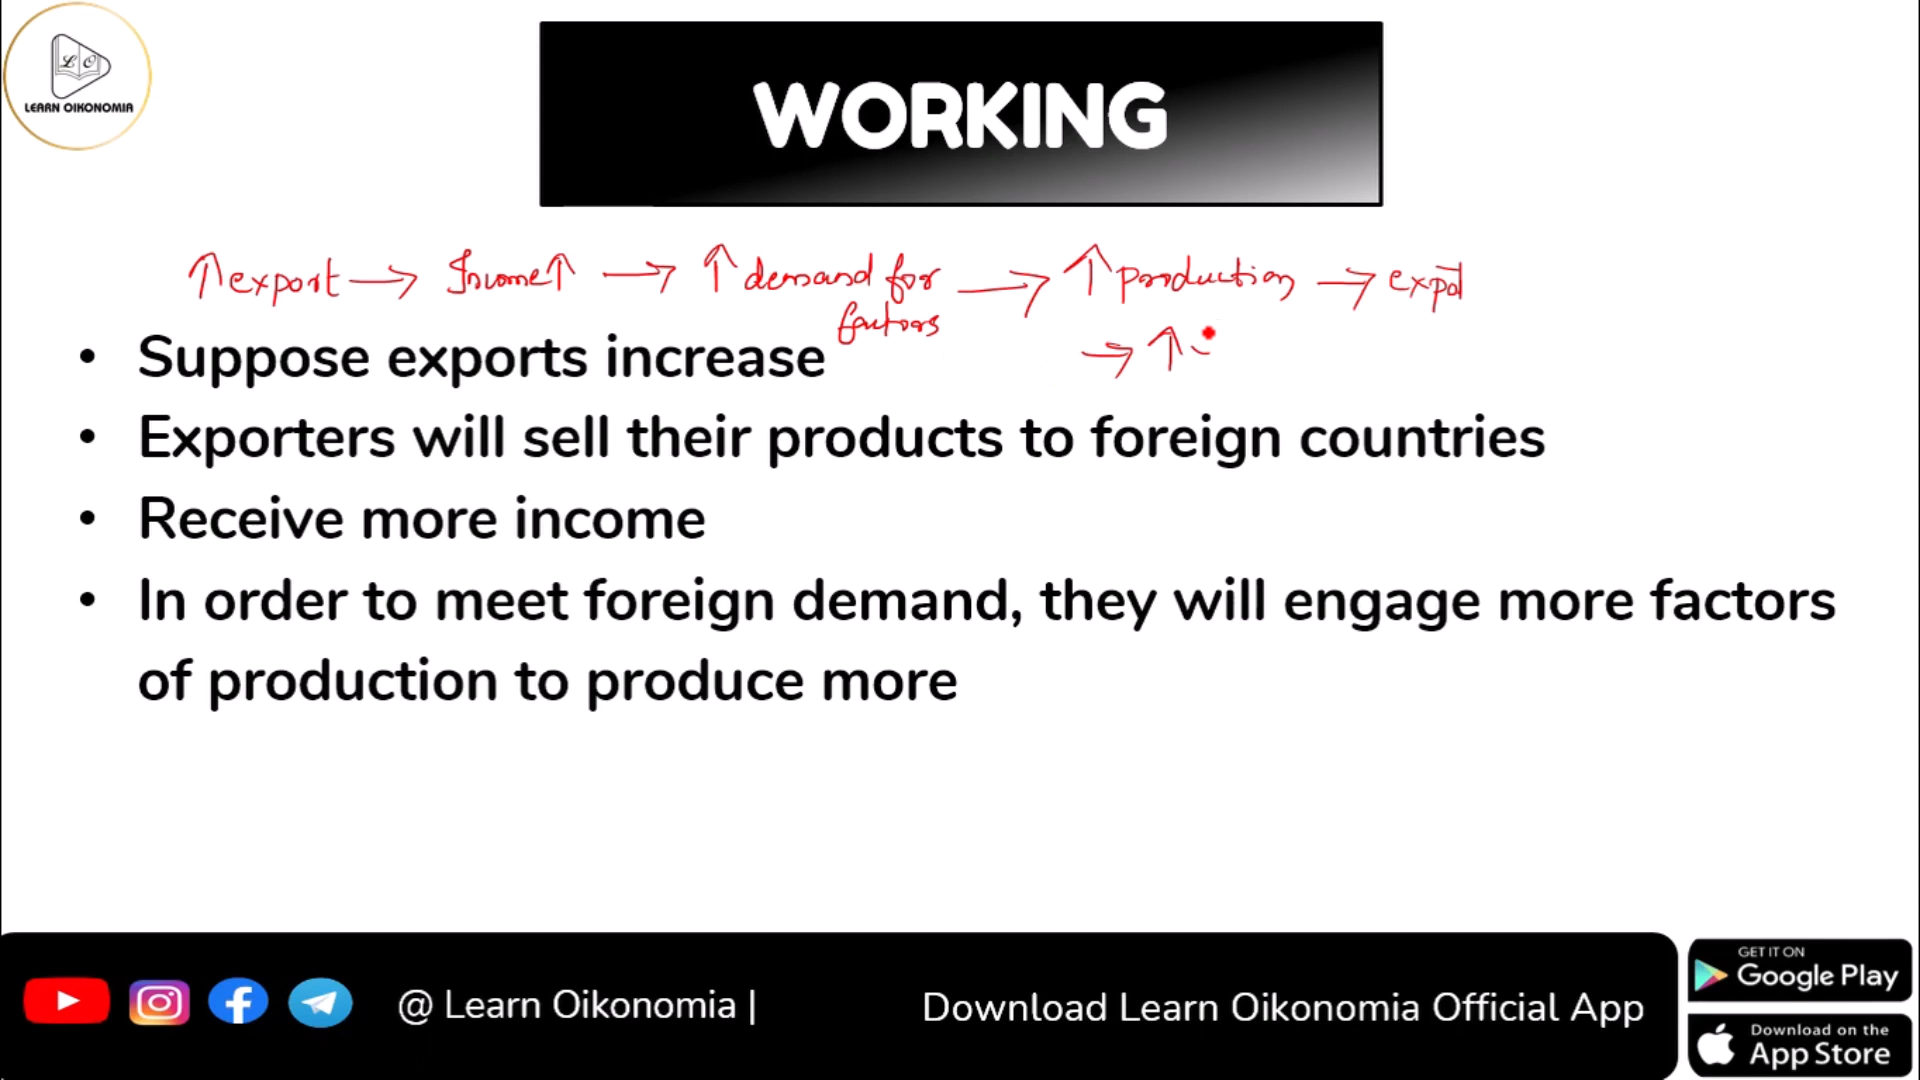 L O
LEARN OIKONOMIA
WORKING
↑export → Income↑ → ↑ demand for factors → ↑ production → expot
→ ↑
• Suppose exports increase
• Exporters will sell their products to foreign countries
• Receive more income
• In order to meet foreign demand, they will engage more factors
of production to produce more
@ Learn Oikonomia |
Download Learn Oikonomia Official App
GET IT ON
Google Play
Download on the
App Store